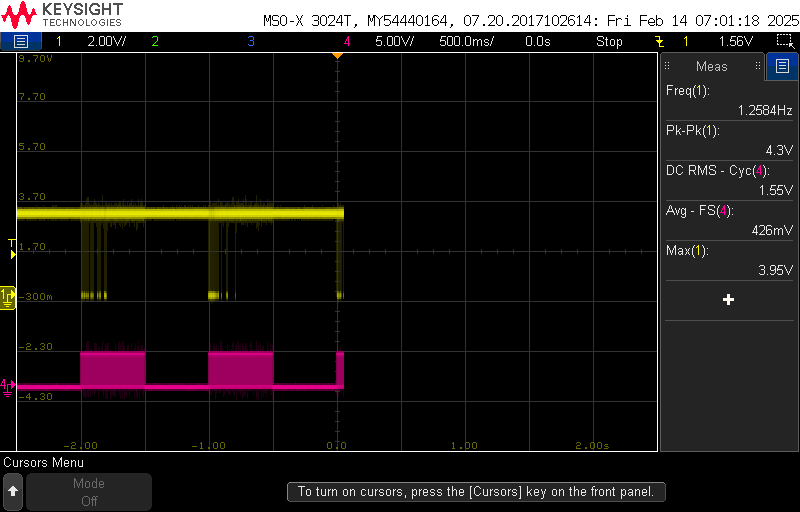 KEYSIGHT
TECHNOLOGIES
MSO-X 3024T, MY54440164, 07.20.2017102614: Fri Feb 14 07:01:18 2025
1 2.00V/ 2 3 4 5.00V/ 500.0ms/ 0.0s Stop 1 1.56V
9.70V
7.70
5.70
3.70
T
1.70
1
-300m
-2.30
4
-4.30
-2.00 -1.00 0.0 1.00 2.00s
Meas
Freq(1):
1.2584Hz
Pk-Pk(1):
4.3V
DC RMS - Cyc(4):
1.55V
Avg - FS(4):
426mV
Max(1):
3.95V
Cursors Menu
Mode
Off
To turn on cursors, press the [Cursors] key on the front panel.